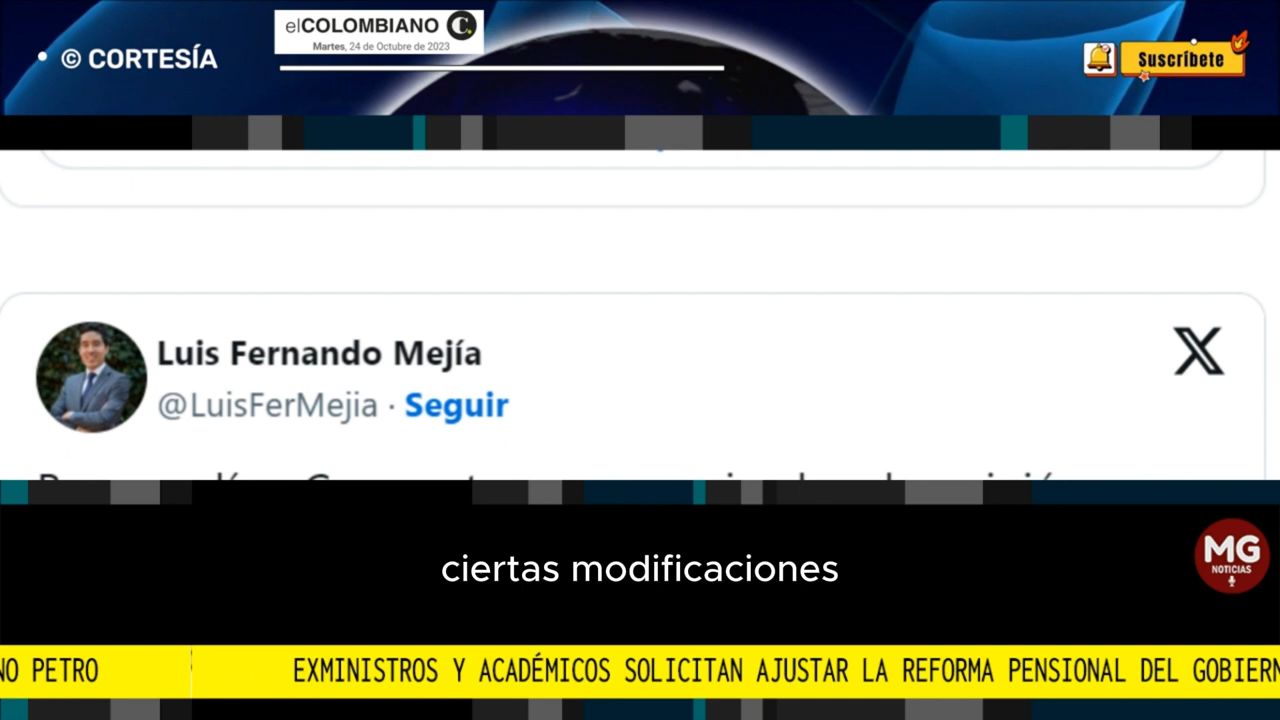 © CORTESÍA
elCOLOMBIANO C
Martes, 24 de Octubre de 2023
Suscríbete
Luis Fernando Mejía
@LuisFerMejia · Seguir
X
ciertas modificaciones
MG
NOTICIAS
NO PETRO EXMINISTROS Y ACADÉMICOS SOLICITAN AJUSTAR LA REFORMA PENSIONAL DEL GOBIERN